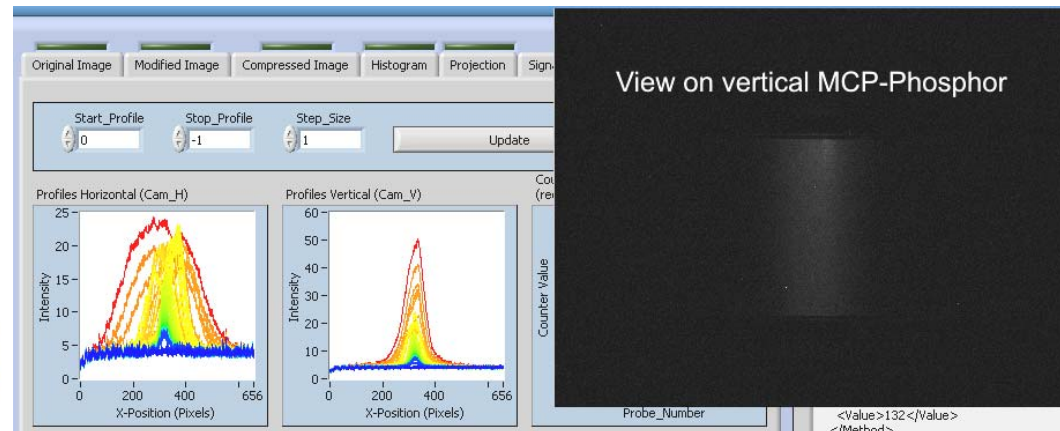 Original Image Modified Image Compressed Image Histogram Projection Sign
View on vertical MCP-Phosphor
Start_Profile Stop_Profile Step_Size
0 -1 1 Update
Profiles Horizontal (Cam_H)
25
20
15
10
5
0
Intensity
0 200 400 656
X-Position (Pixels)
Profiles Vertical (Cam_V)
60
50
40
30
20
10
0
Intensity
0 200 400 656
X-Position (Pixels)
Cou
(re
Counter Value
Probe_Number
<Value>132</Value>
</Method>